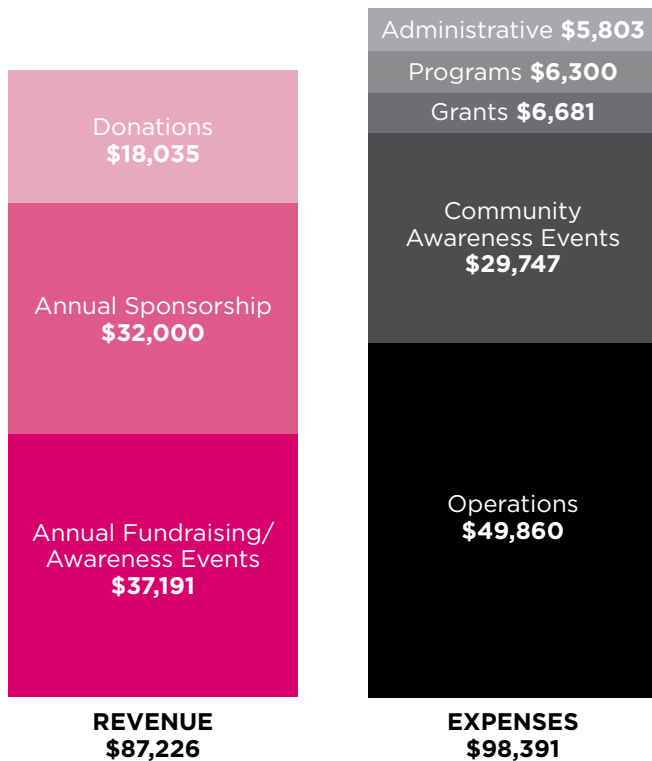 Donations
$18,035
Annual Sponsorship
$32,000
Annual Fundraising/
Awareness Events
$37,191
REVENUE
$87,226
Administrative $5,803
Programs $6,300
Grants $6,681
Community
Awareness Events
$29,747
Operations
$49,860
EXPENSES
$98,391